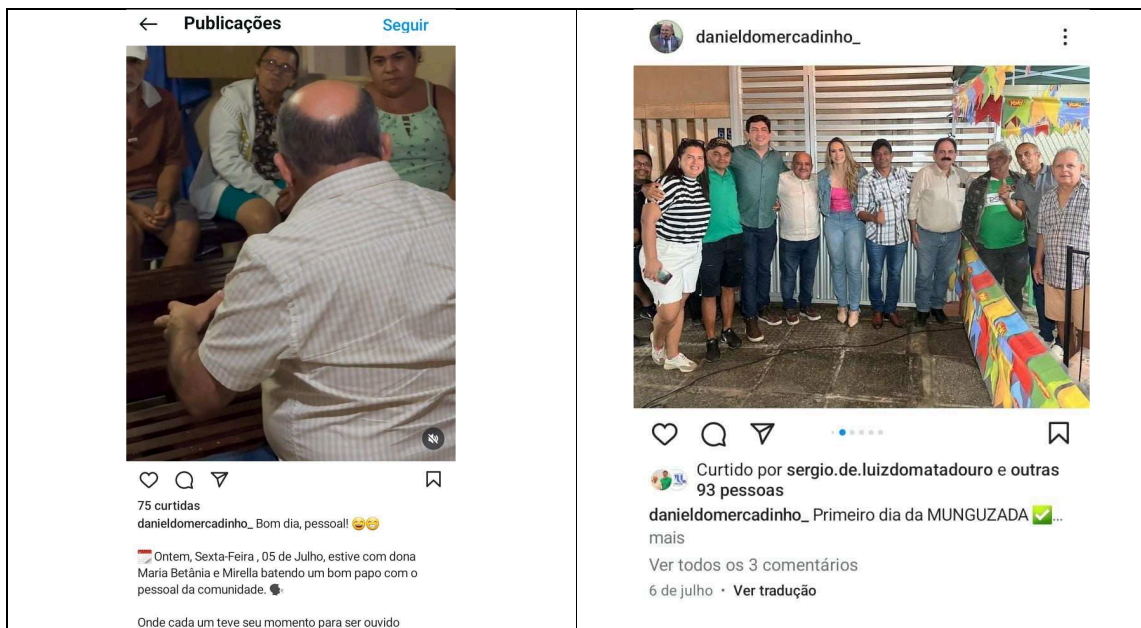 Publicações
Seguir
75 curtidas
danieldomercadinho_ Bom dia, pessoal! 😂😁
🗓️ Ontem, Sexta-Feira , 05 de Julho, estive com dona
Maria Betânia e Mirella batendo um bom papo com o
pessoal da comunidade. 🗣️
Onde cada um teve seu momento para ser ouvido
danieldomercadinho_
Curtido por sergio.de.luizdomatadouro e outras
93 pessoas
danieldomercadinho_ Primeiro dia da MUNGUZADA ✅...
mais
Ver todos os 3 comentários
6 de julho • Ver tradução